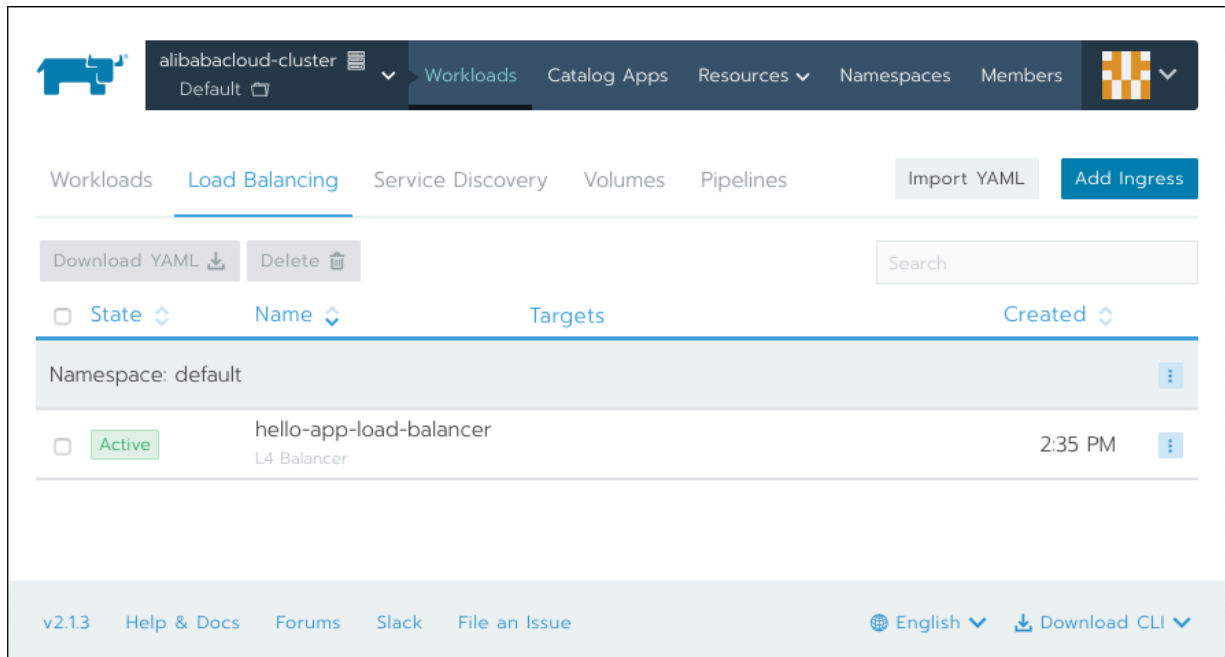 alibabacloud-cluster
Default
Workloads Catalog Apps Resources Namespaces Members
Workloads Load Balancing Service Discovery Volumes Pipelines Import YAML Add Ingress
Download YAML Delete Search
State Name Targets Created
Namespace: default
Active hello-app-load-balancer 2:35 PM
L4 Balancer
v2.1.3 Help & Docs Forums Slack File an Issue English Download CLI